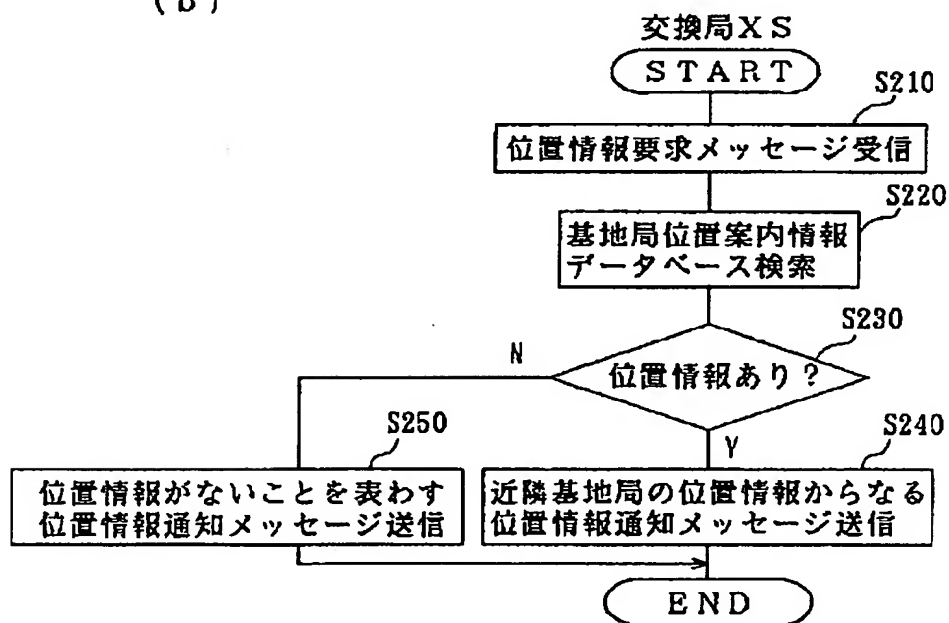 (b)
交換局XS
START
S210
位置情報要求メッセージ受信
S220
基地局位置案内情報
データベース検索
S230
位置情報あり?
N
Y
S250
位置情報がないことを表わす
位置情報通知メッセージ送信
S240
近隣基地局の位置情報からなる
位置情報通知メッセージ送信
END